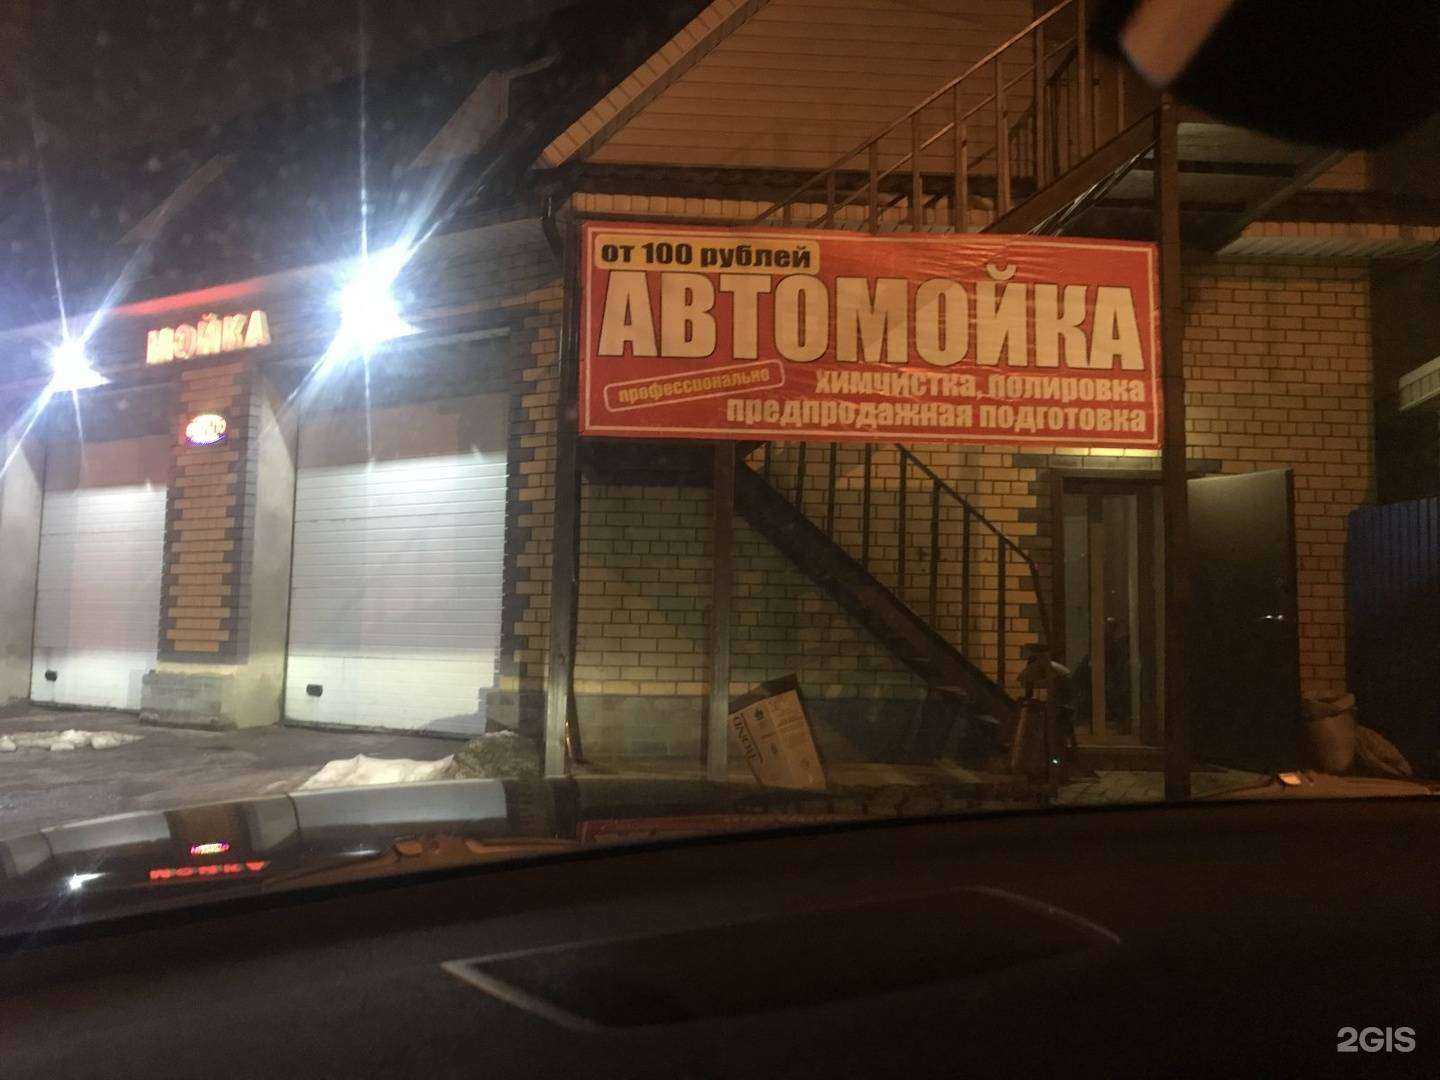 от 100 рублей
АВТОМОЙКА
профессионально
химчистка, полировка
предпродажная подготовка
МОЙКА
2GIS